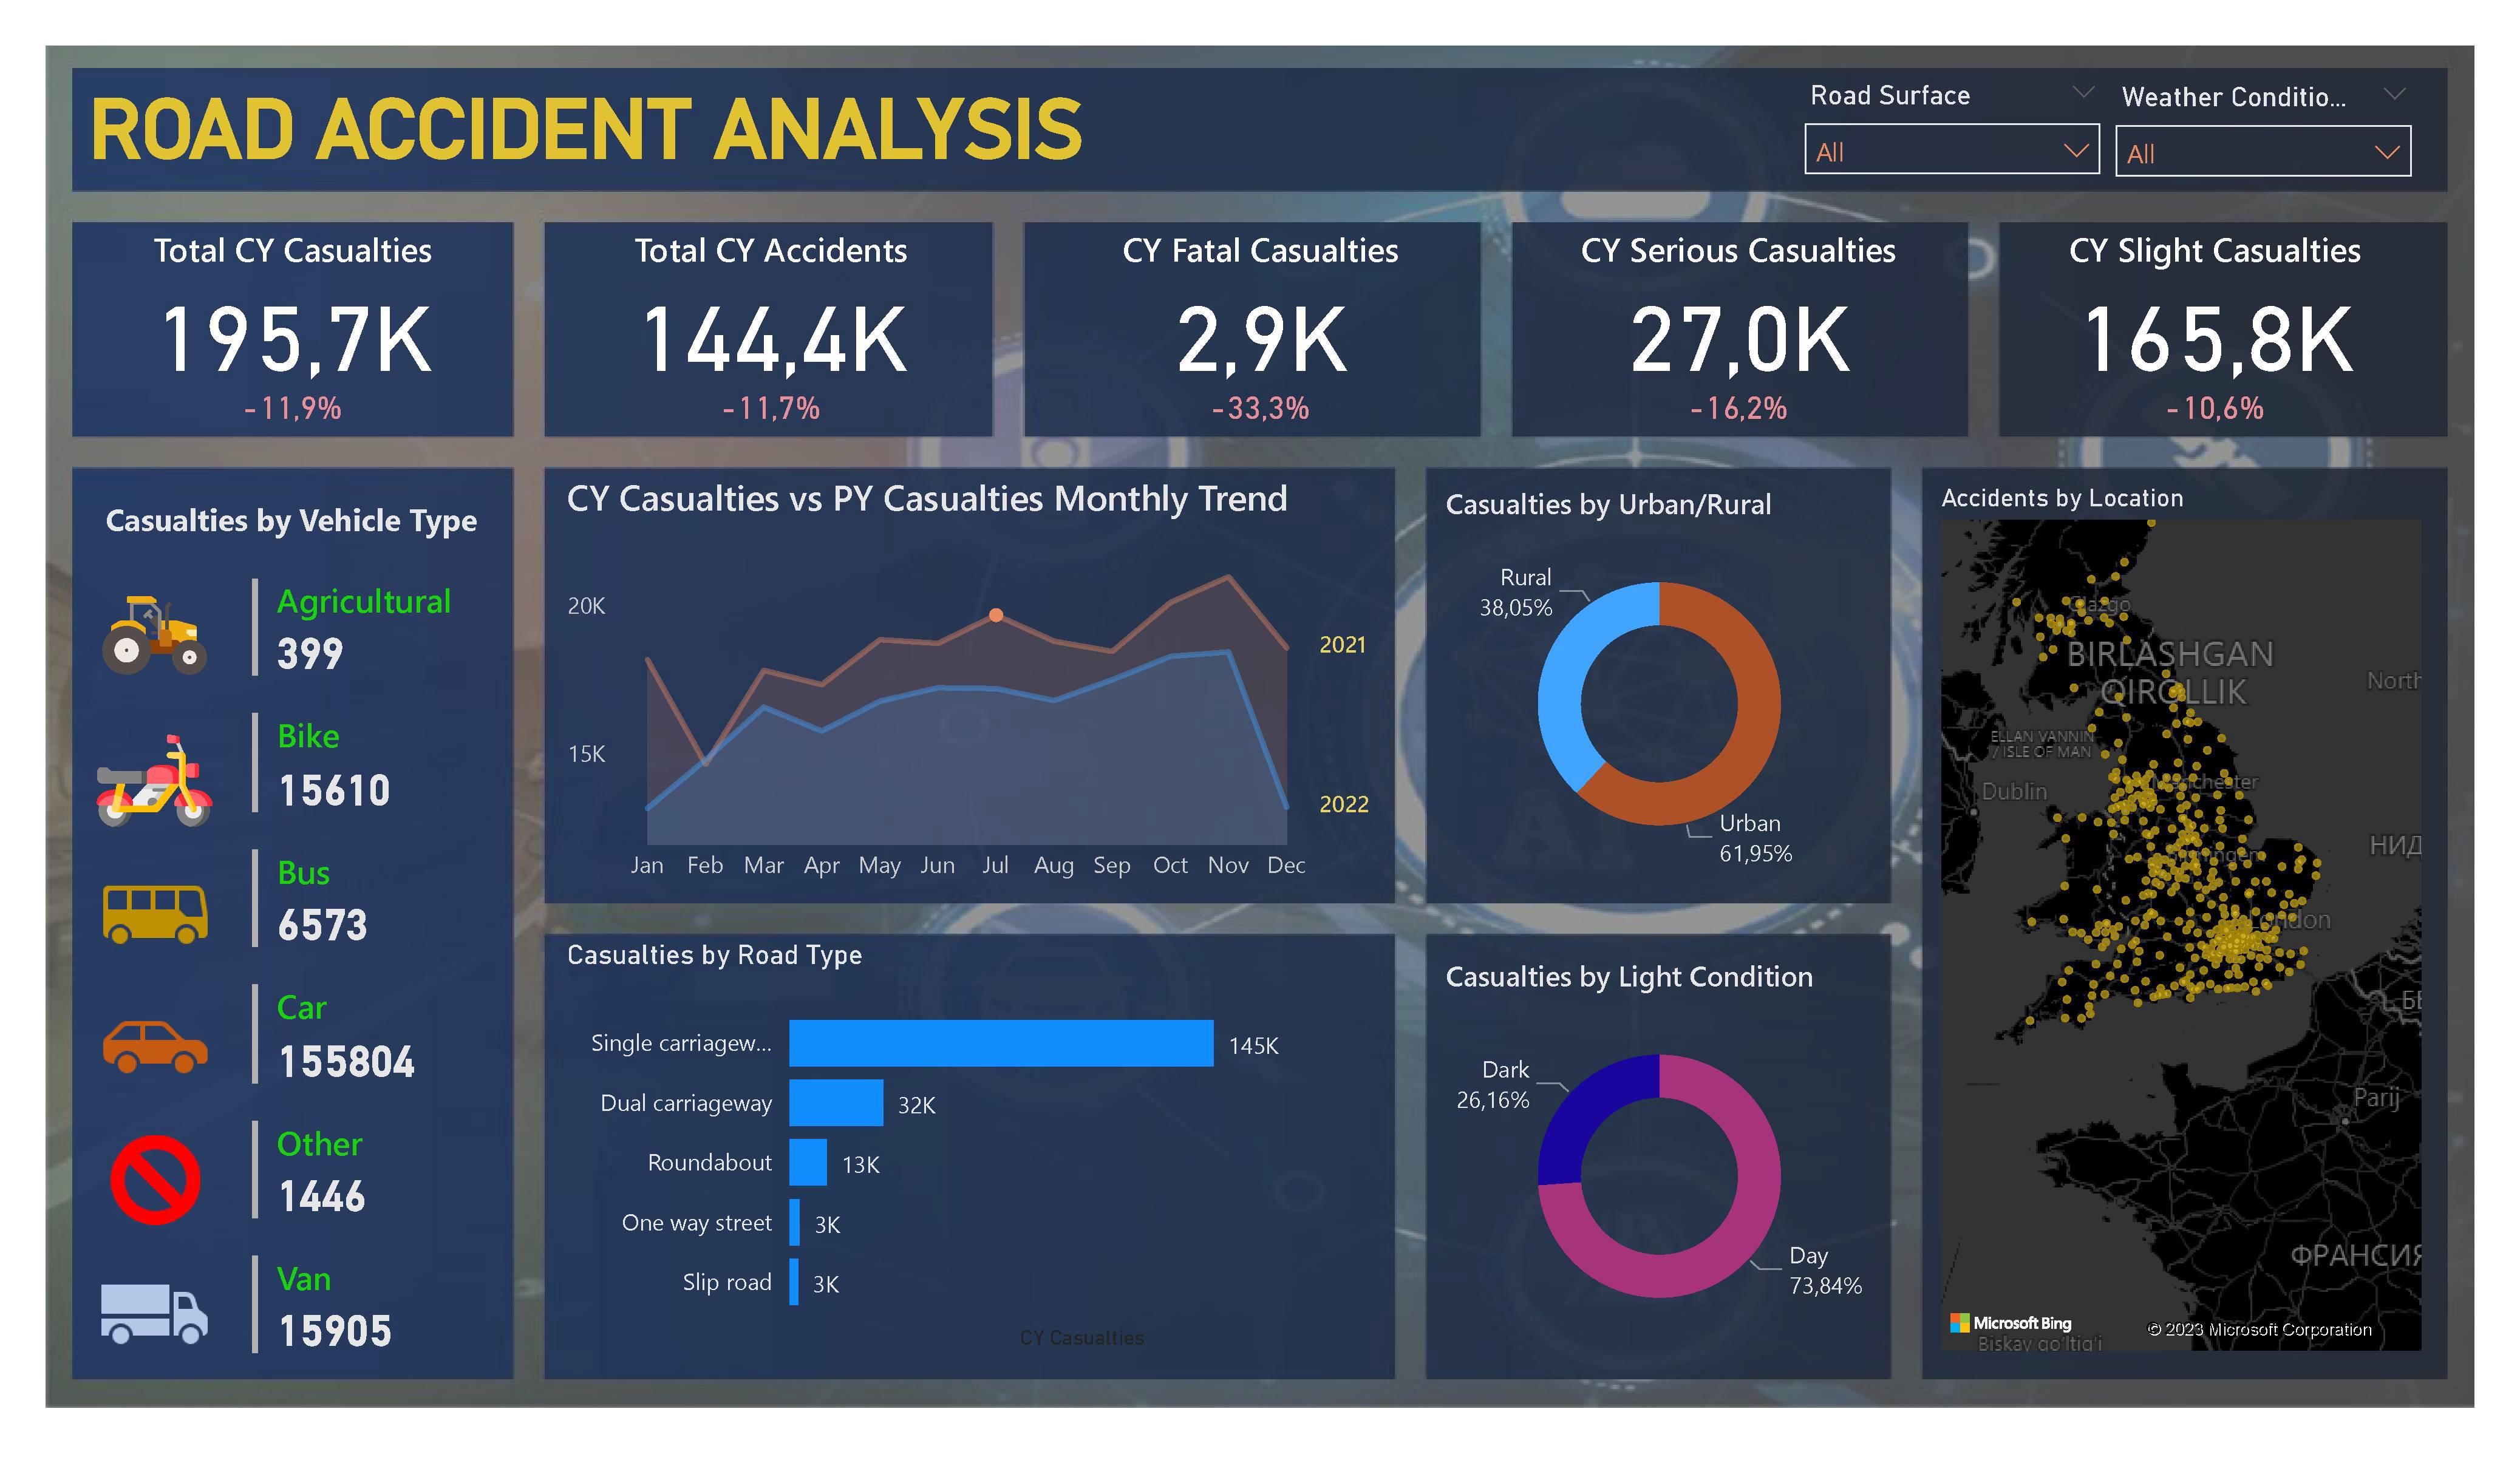 ROAD ACCIDENT ANALYSIS
Road Surface
All
Weather Conditio...
All
Total CY Casualties
195,7K
-11,9%
Total CY Accidents
144,4K
-11,7%
CY Fatal Casualties
2,9K
-33,3%
CY Serious Casualties
27,0K
-16,2%
CY Slight Casualties
165,8K
-10,6%
Casualties by Vehicle Type
Agricultural
399
Bike
15610
Bus
6573
Car
155804
Other
1446
Van
15905
CY Casualties vs PY Casualties Monthly Trend
20K
15K
2021
2022
Jan Feb Mar Apr May Jun Jul Aug Sep Oct Nov Dec
Casualties by Road Type
Single carriagew... 145K
Dual carriageway 32K
Roundabout 13K
One way street 3K
Slip road 3K
CY Casualties
Casualties by Urban/Rural
Rural
38,05%
Urban
61,95%
Casualties by Light Condition
Dark
26,16%
Day
73,84%
Accidents by Location
Glazgo
BIRLASHGAN
QIROLLIK
North
ELLAN VANNIN
/ ISLE OF MAN
Dublin
НИД
London
БЕ
Parij
ФРАНСИЯ
Microsoft Bing
© 2023 Microsoft Corporation
Biskay qo'ltig'i